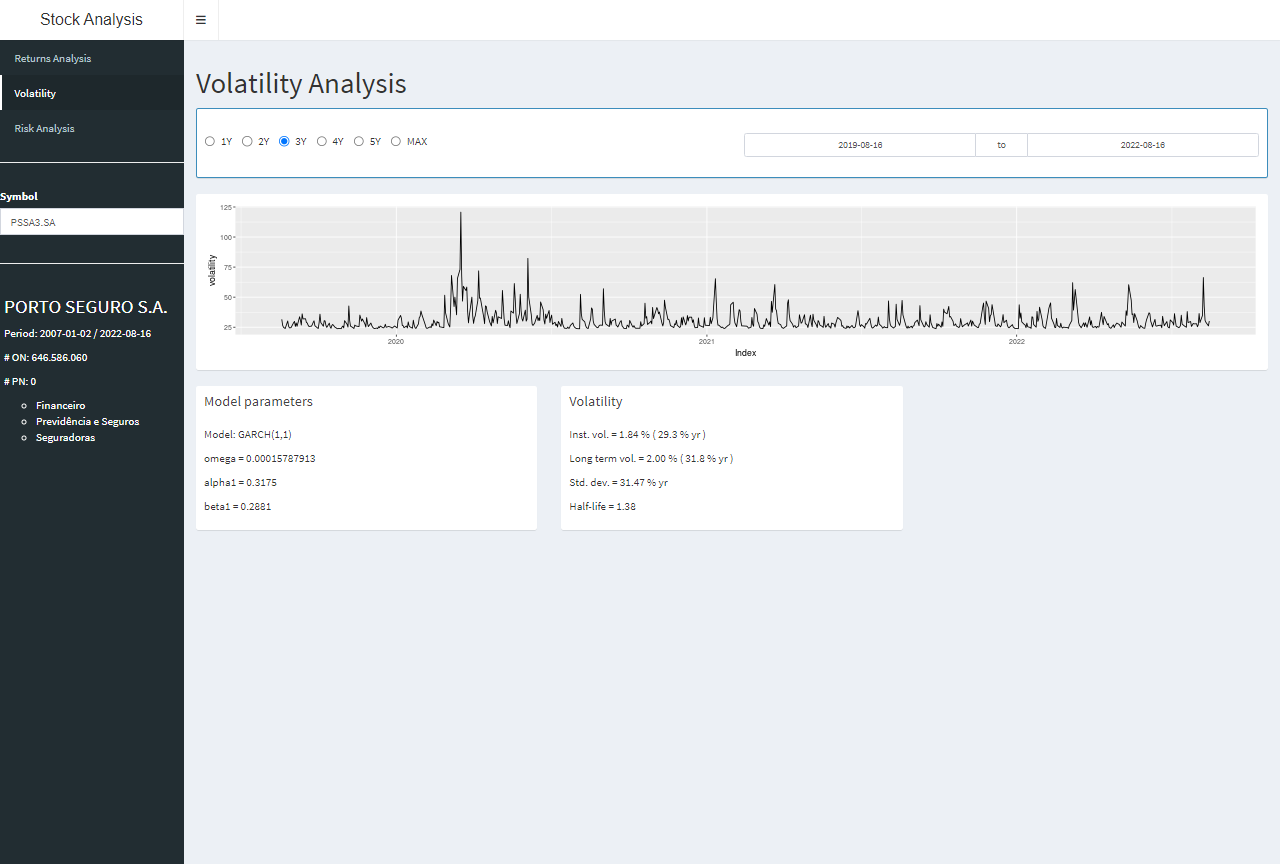 Stock Analysis
Returns Analysis
Volatility
Risk Analysis
Symbol
PSSA3.SA
PORTO SEGURO S.A.
Period: 2007-01-02 / 2022-08-16
# ON: 646.586.060
# PN: 0
Financeiro
Previdência e Seguros
Seguradoras
Volatility Analysis
1Y 2Y 3Y 4Y 5Y MAX
2019-08-16 to 2022-08-16
volatility
125
100
75
50
25
2020 2021 2022
Index
Model parameters
Model: GARCH(1,1)
omega = 0.00015787913
alpha1 = 0.3175
beta1 = 0.2881
Volatility
Inst. vol. = 1.84 % ( 29.3 % yr )
Long term vol. = 2.00 % ( 31.8 % yr )
Std. dev. = 31.47 % yr
Half-life = 1.38